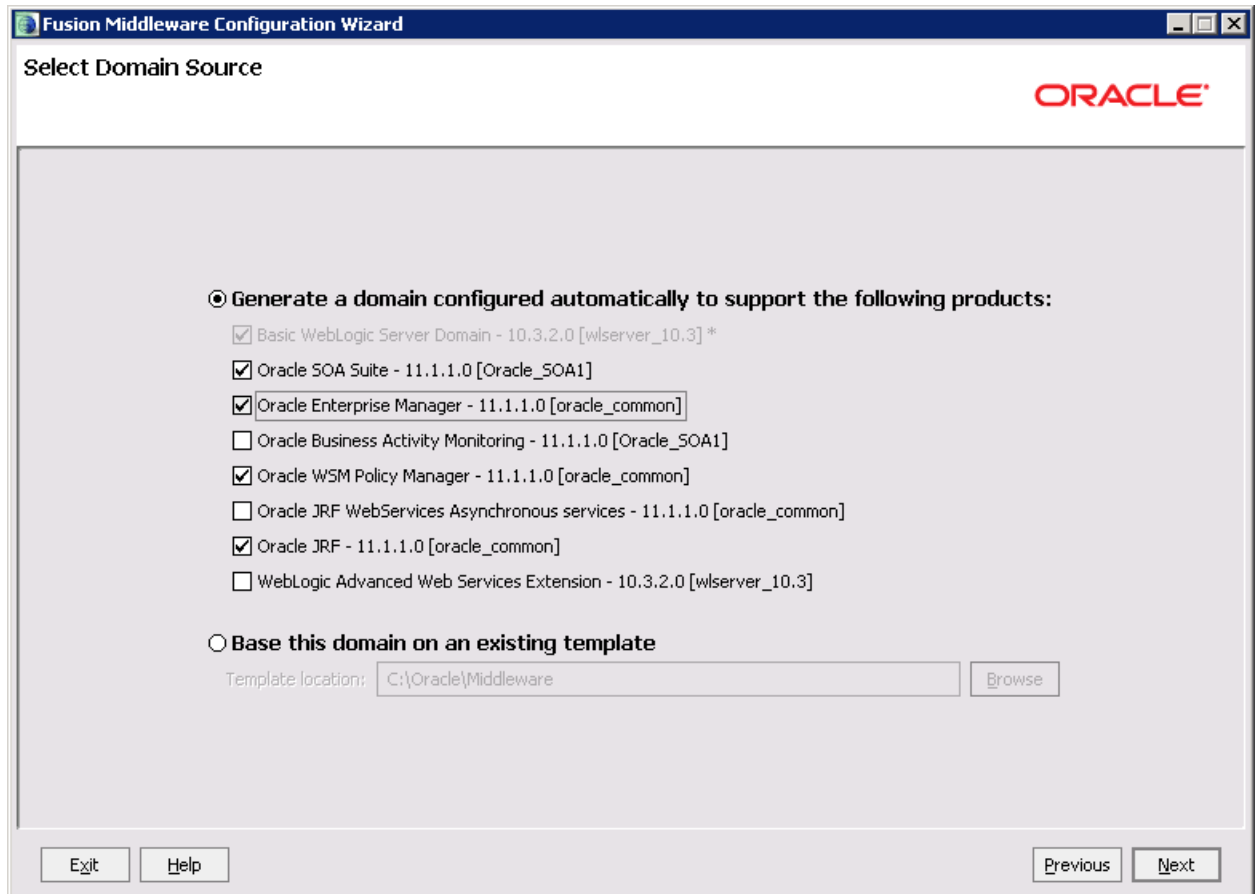 Fusion Middleware Configuration Wizard
Select Domain Source
ORACLE
Generate a domain configured automatically to support the following products:
Basic WebLogic Server Domain - 10.3.2.0 [wlserver_10.3] *
Oracle SOA Suite - 11.1.1.0 [Oracle_SOA1]
Oracle Enterprise Manager - 11.1.1.0 [oracle_common]
Oracle Business Activity Monitoring - 11.1.1.0 [Oracle_SOA1]
Oracle WSM Policy Manager - 11.1.1.0 [oracle_common]
Oracle JRF WebServices Asynchronous services - 11.1.1.0 [oracle_common]
Oracle JRF - 11.1.1.0 [oracle_common]
WebLogic Advanced Web Services Extension - 10.3.2.0 [wlserver_10.3]
Base this domain on an existing template
Template location: C:\Oracle\Middleware Browse
Exit Help Previous Next